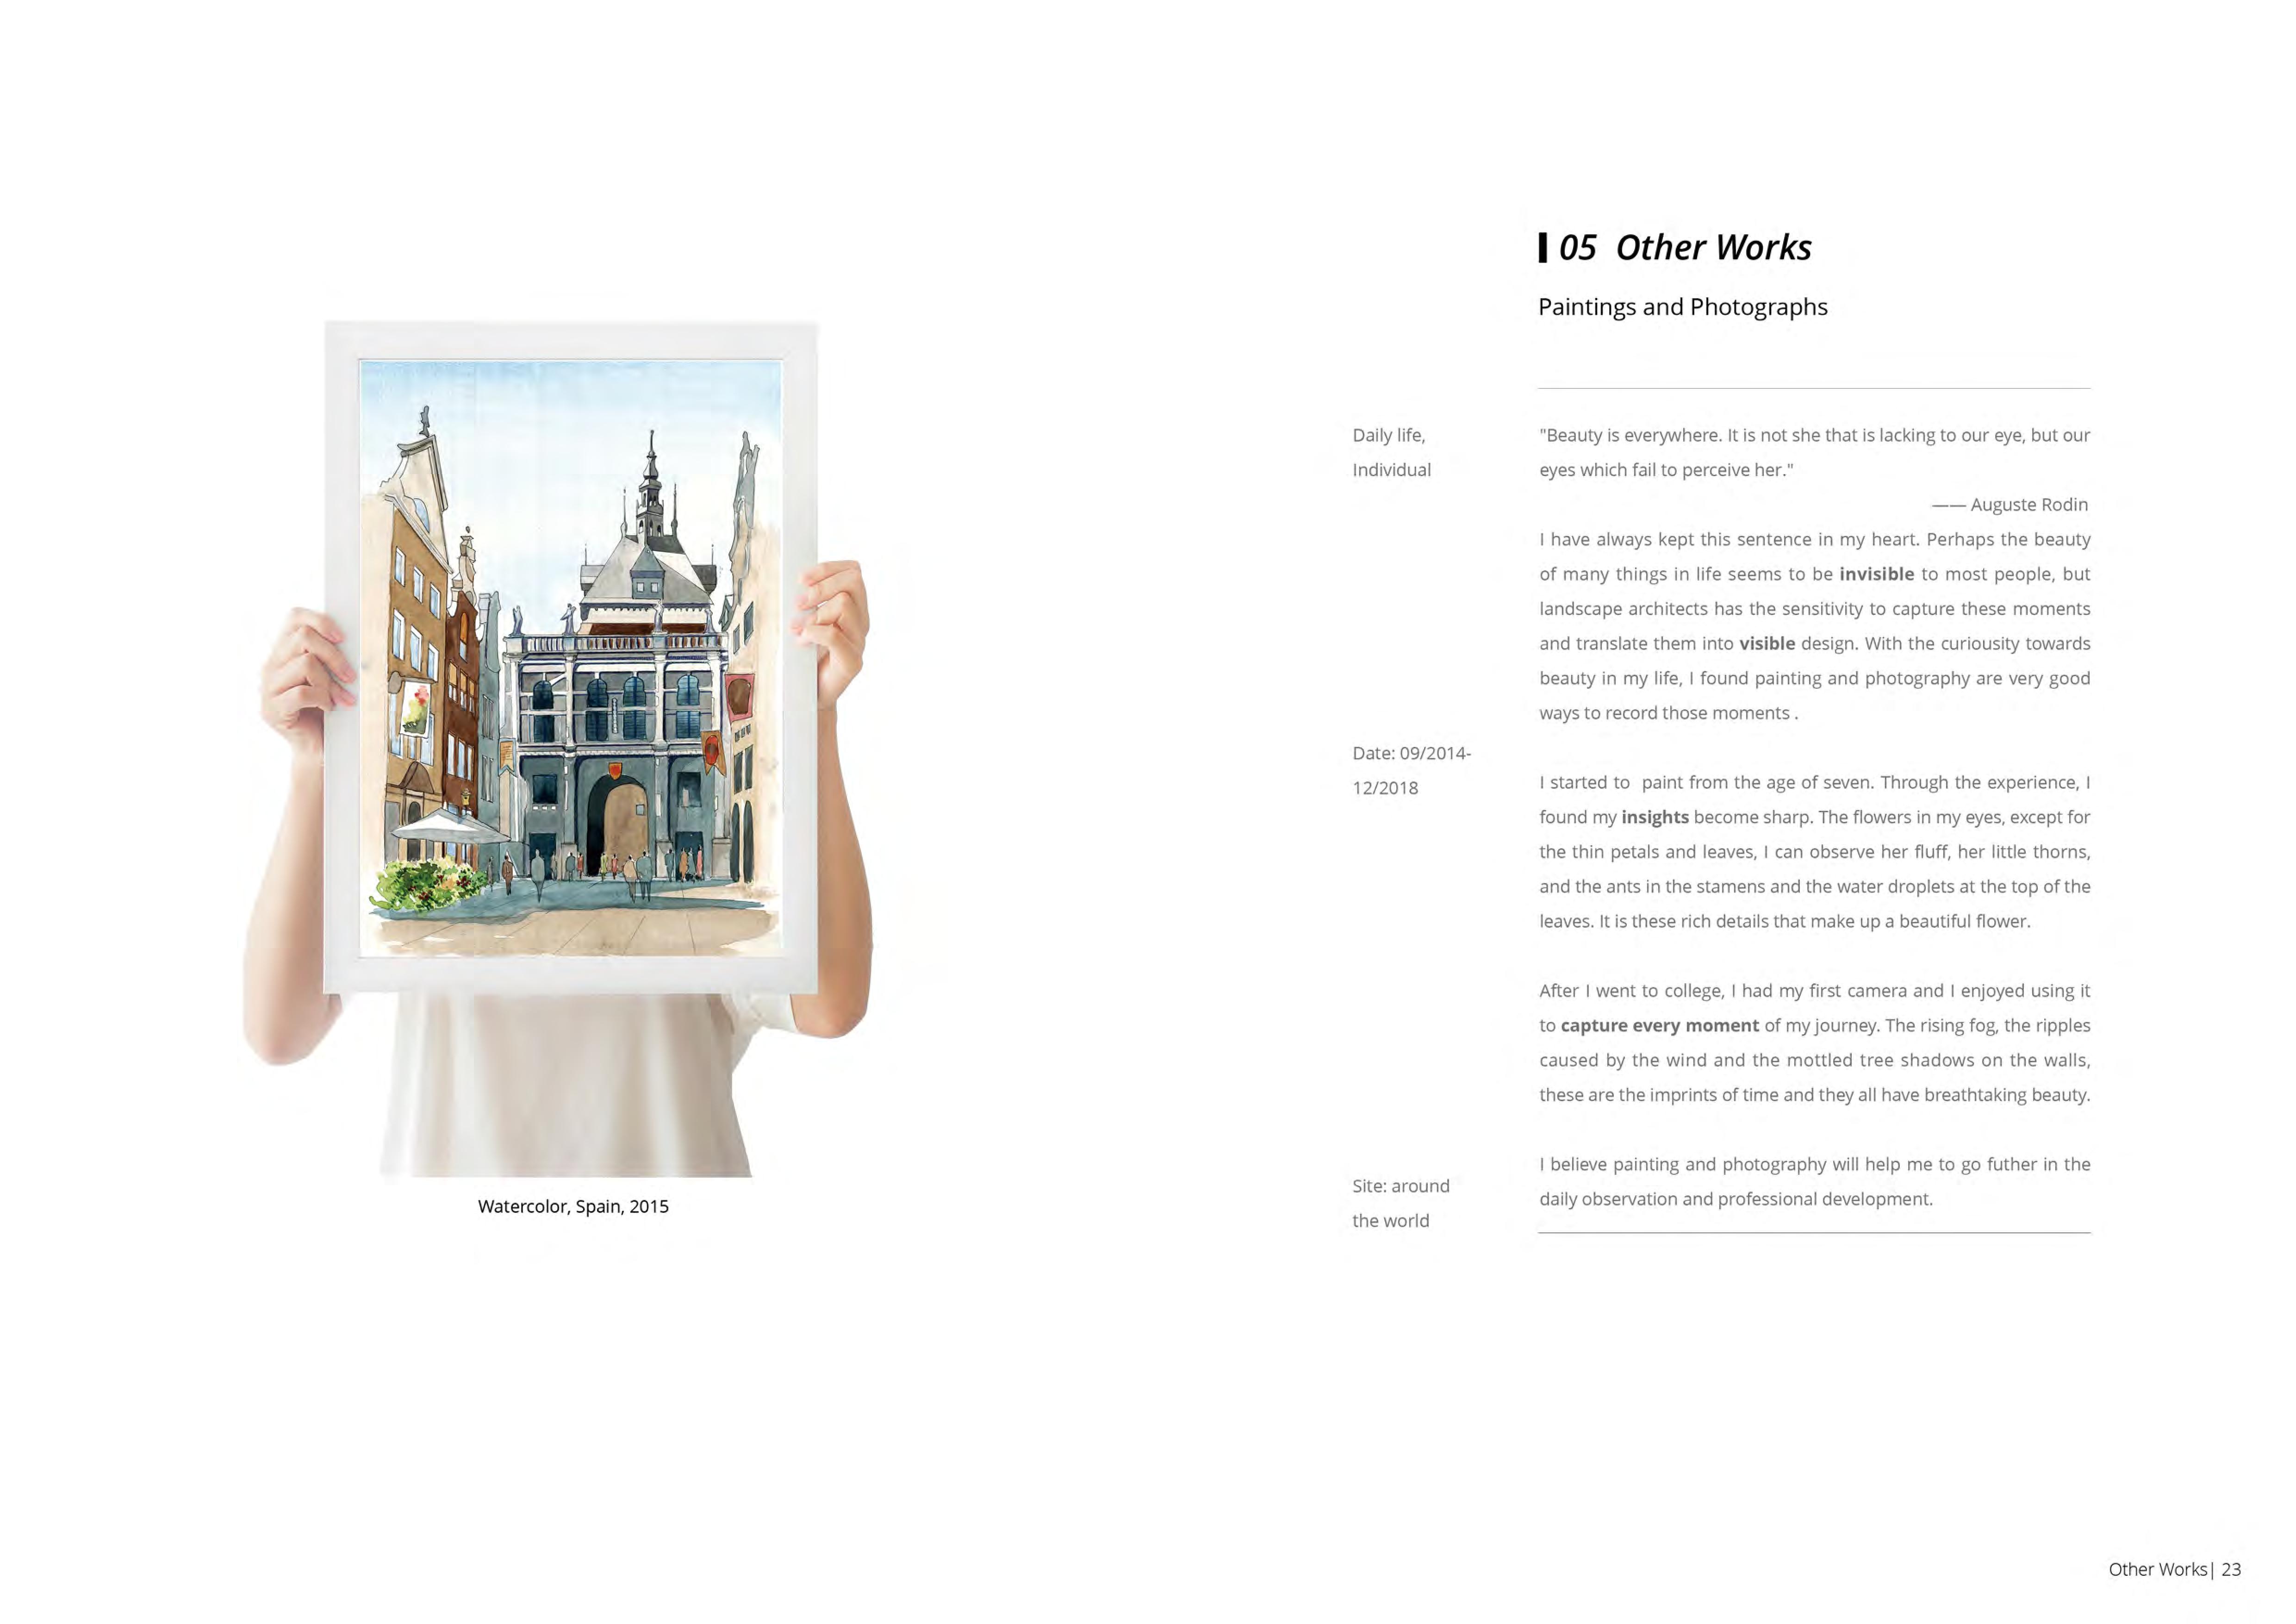 05 Other Works
Paintings and Photographs
Daily life,
Individual
"Beauty is everywhere. It is not she that is lacking to our eye, but our
eyes which fail to perceive her."
—— Auguste Rodin
I have always kept this sentence in my heart. Perhaps the beauty
of many things in life seems to be invisible to most people, but
landscape architects has the sensitivity to capture these moments
and translate them into visible design. With the curiousity towards
beauty in my life, I found painting and photography are very good
ways to record those moments .
Date: 09/2014-
12/2018
I started to  paint from the age of seven. Through the experience, I
found my insights become sharp. The flowers in my eyes, except for
the thin petals and leaves, I can observe her fluff, her little thorns,
and the ants in the stamens and the water droplets at the top of the
leaves. It is these rich details that make up a beautiful flower.
After I went to college, I had my first camera and I enjoyed using it
to capture every moment of my journey. The rising fog, the ripples
caused by the wind and the mottled tree shadows on the walls,
these are the imprints of time and they all have breathtaking beauty.
Site: around
the world
I believe painting and photography will help me to go futher in the
daily observation and professional development.
Watercolor, Spain, 2015
Other Works| 23